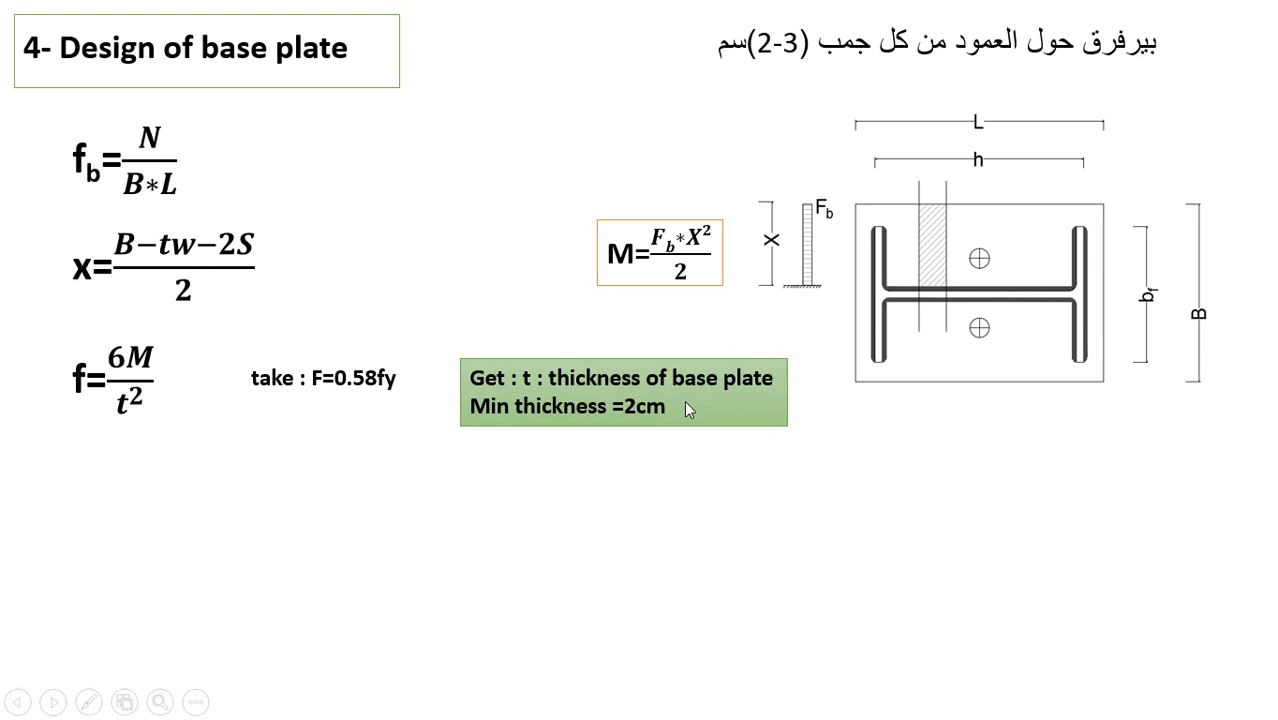 4- Design of base plate
بيرفرق حول العمود من كل جمب (3-2)سم
f_b=N/(B*L)
x=(B-tw-2S)/2
M=(F_b*X²)/2
f=6M/t²
take : F=0.58fy
Get : t : thickness of base plate
Min thickness =2cm
L
h
F_b
X
b_f
B